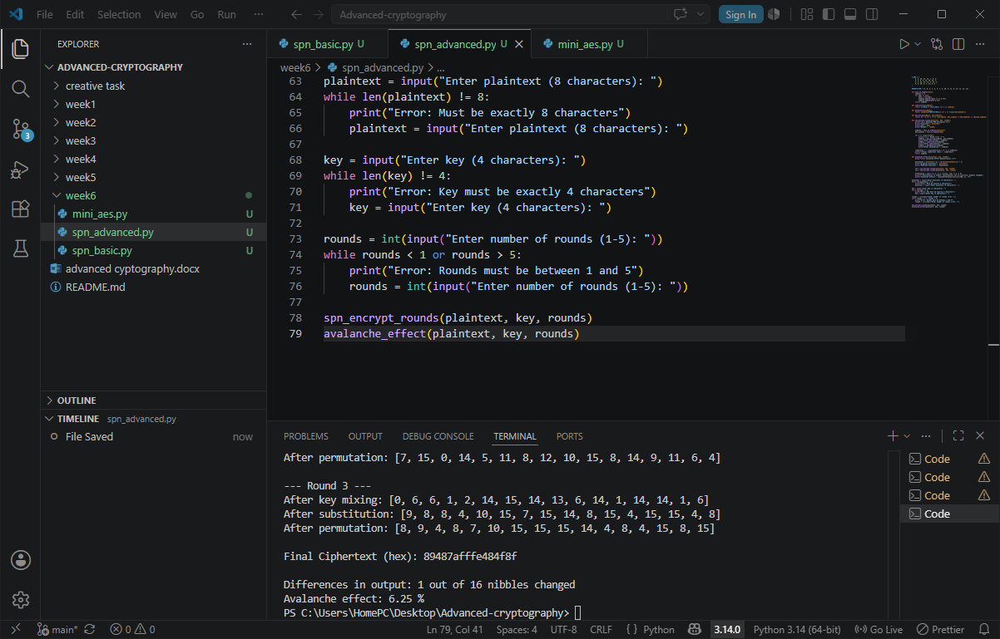 File Edit Selection View Go Run ··· Advanced-cryptography Sign In
EXPLORER ···
ADVANCED-CRYPTOGRAPHY
creative task
week1
week2
week3
week4
week5
week6
mini_aes.py U
spn_advanced.py U
spn_basic.py U
advanced cyptography.docx
README.md
OUTLINE
TIMELINE spn_advanced.py
File Saved now
3
spn_basic.py U spn_advanced.py U mini_aes.py U
week6 > spn_advanced.py > ...
63 plaintext = input("Enter plaintext (8 characters): ")
64 while len(plaintext) != 8:
65     print("Error: Must be exactly 8 characters")
66     plaintext = input("Enter plaintext (8 characters): ")
67
68 key = input("Enter key (4 characters): ")
69 while len(key) != 4:
70     print("Error: Key must be exactly 4 characters")
71     key = input("Enter key (4 characters): ")
72
73 rounds = int(input("Enter number of rounds (1-5): "))
74 while rounds < 1 or rounds > 5:
75     print("Error: Rounds must be between 1 and 5")
76     rounds = int(input("Enter number of rounds (1-5): "))
77
78 spn_encrypt_rounds(plaintext, key, rounds)
79 avalanche_effect(plaintext, key, rounds)
PROBLEMS OUTPUT DEBUG CONSOLE TERMINAL PORTS
After permutation: [7, 15, 0, 14, 5, 11, 8, 12, 10, 15, 8, 14, 9, 11, 6, 4]
--- Round 3 ---
After key mixing: [0, 6, 6, 1, 2, 14, 15, 14, 13, 6, 14, 1, 14, 14, 1, 6]
After substitution: [9, 8, 8, 4, 10, 15, 7, 15, 14, 8, 15, 4, 15, 15, 4, 8]
After permutation: [8, 9, 4, 8, 7, 10, 15, 15, 15, 14, 4, 8, 4, 15, 8, 15]
Final Ciphertext (hex): 89487afffe484f8f
Differences in output: 1 out of 16 nibbles changed
Avalanche effect: 6.25 %
PS C:\Users\HomePC\Desktop\Advanced-cryptography>
Code
Code
Code
Code
main* 0 0 Ln 79, Col 41 Spaces: 4 UTF-8 CRLF { } Python 3.14.0 Python 3.14 (64-bit) Go Live Prettier